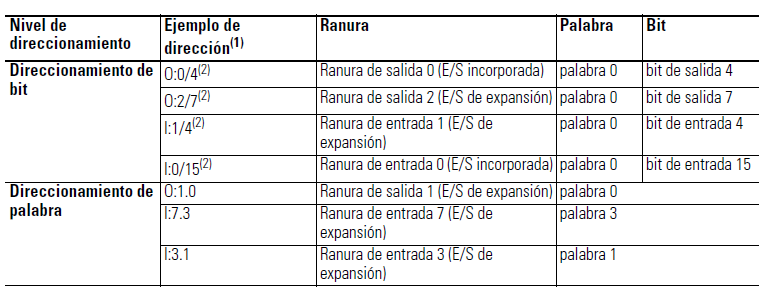 Nivel de direccionamiento Ejemplo de dirección(1) Ranura Palabra Bit
Direccionamiento de bit O:0/4(2) Ranura de salida 0 (E/S incorporada) palabra 0 bit de salida 4
O:2/7(2) Ranura de salida 2 (E/S de expansión) palabra 0 bit de salida 7
I:1/4(2) Ranura de entrada 1 (E/S de expansión) palabra 0 bit de entrada 4
I:0/15(2) Ranura de entrada 0 (E/S incorporada) palabra 0 bit de entrada 15
Direccionamiento de palabra O:1.0 Ranura de salida 1 (E/S de expansión) palabra 0
I:7.3 Ranura de entrada 7 (E/S de expansión) palabra 3
I:3.1 Ranura de entrada 3 (E/S de expansión) palabra 1